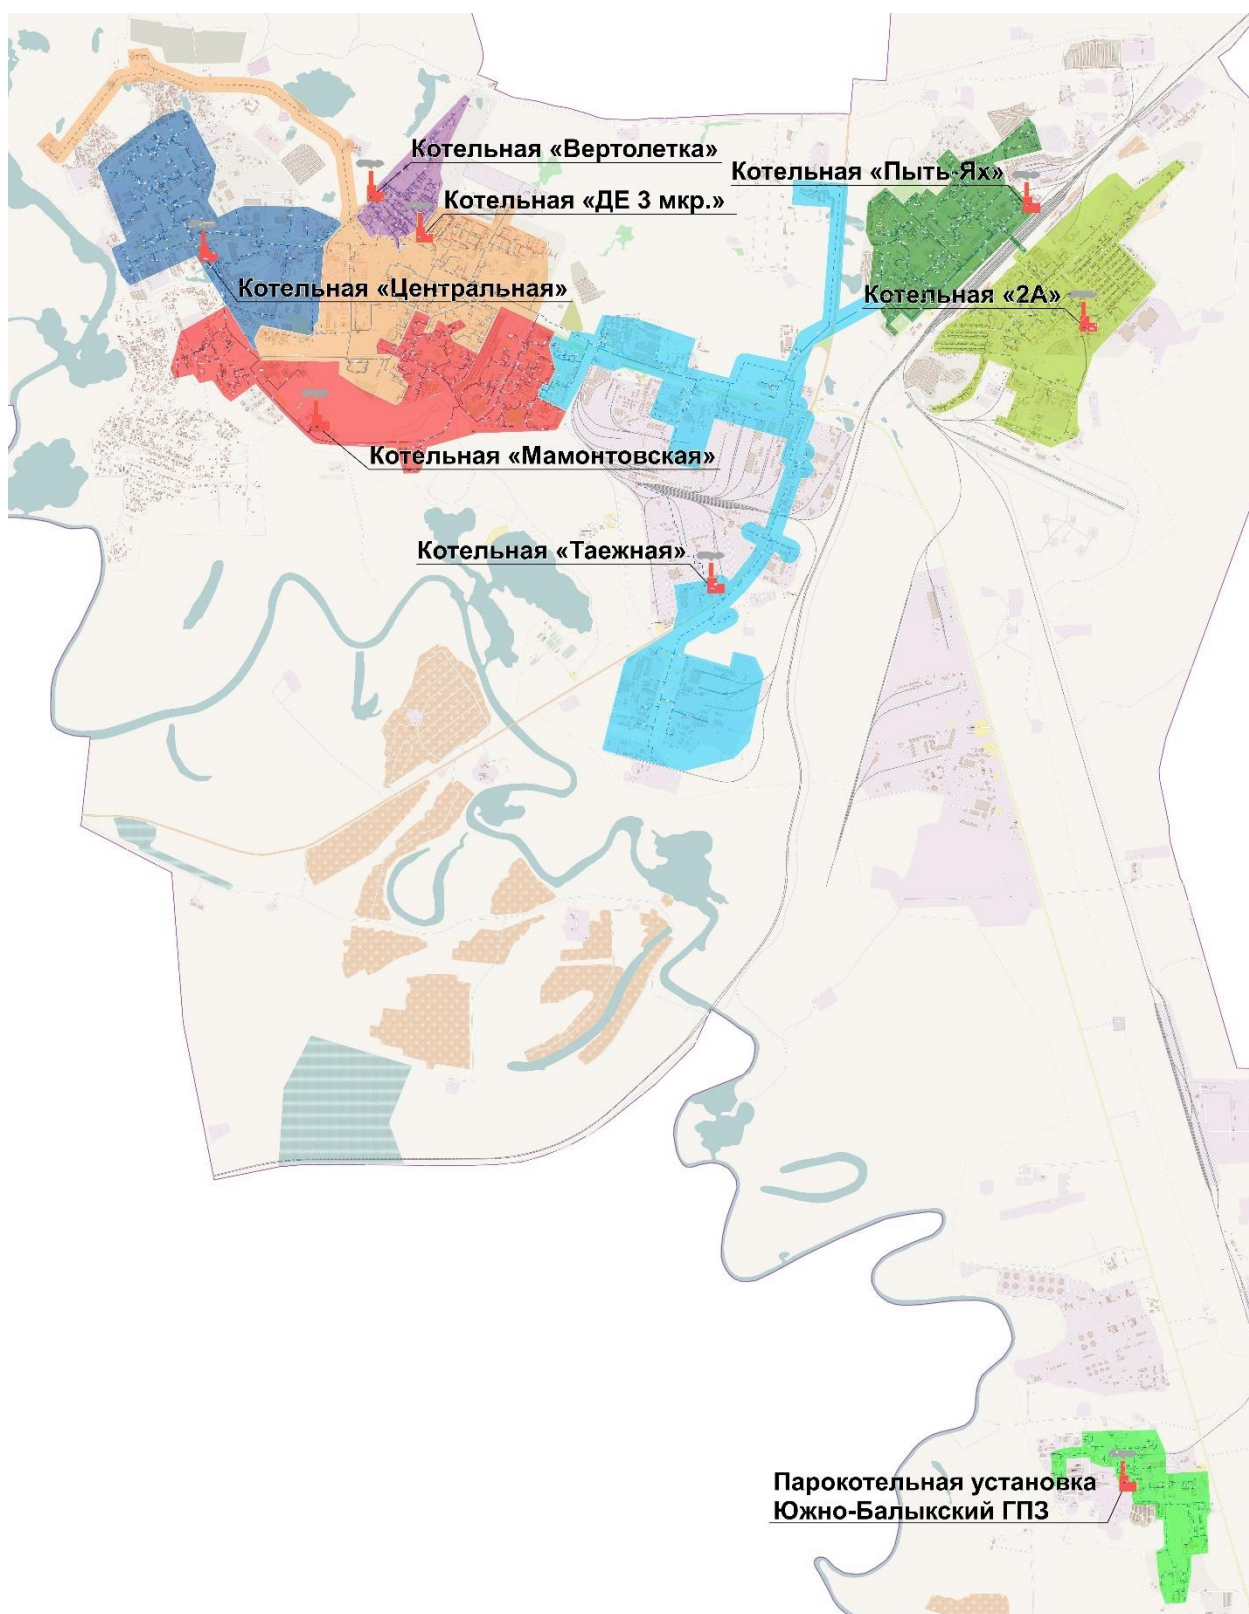 Котельная «Вертолетка»
Котельная «Пыть-Ях»
Котельная «ДЕ 3 мкр.»
Котельная «Центральная»
Котельная «2А»
Котельная «Мамонтовская»
Котельная «Таежная»
Парокотельная установка
Южно-Балыкский ГПЗ